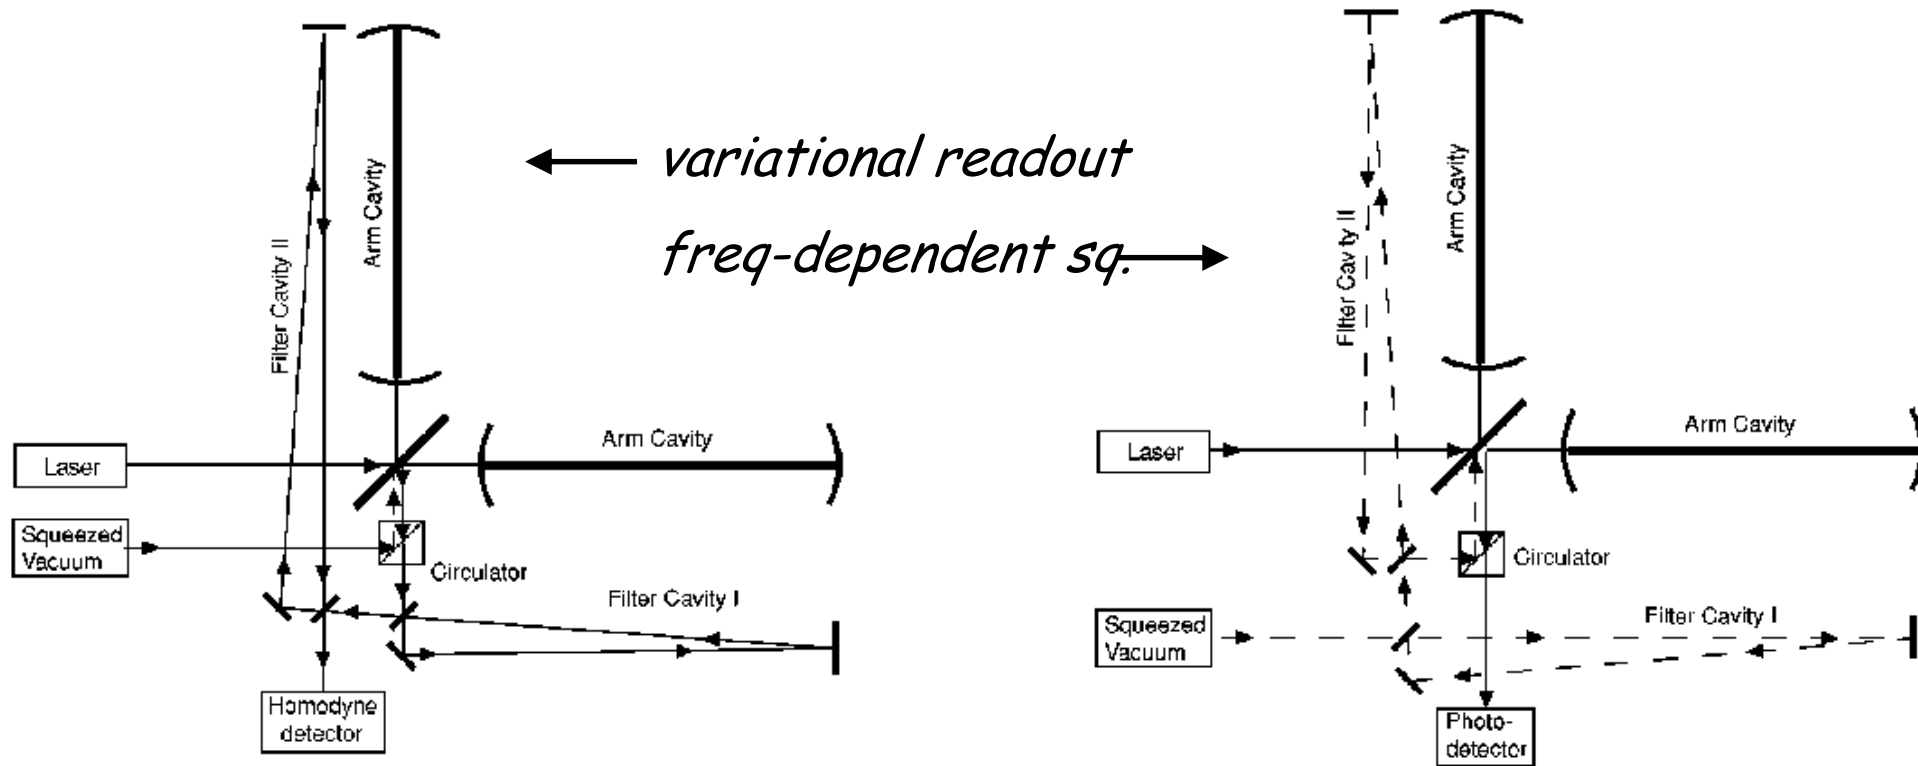 variational readout
freq-dependent sq.
Filter Cavity II
Arm Cavity
Arm Cavity
Laser
Squeezed
Vacuum
Circulator
Filter Cavity I
Homodyne
detector
Filter Cavity II
Arm Cavity
Arm Cavity
Laser
Circulator
Squeezed
Vacuum
Filter Cavity I
Photo-
detector